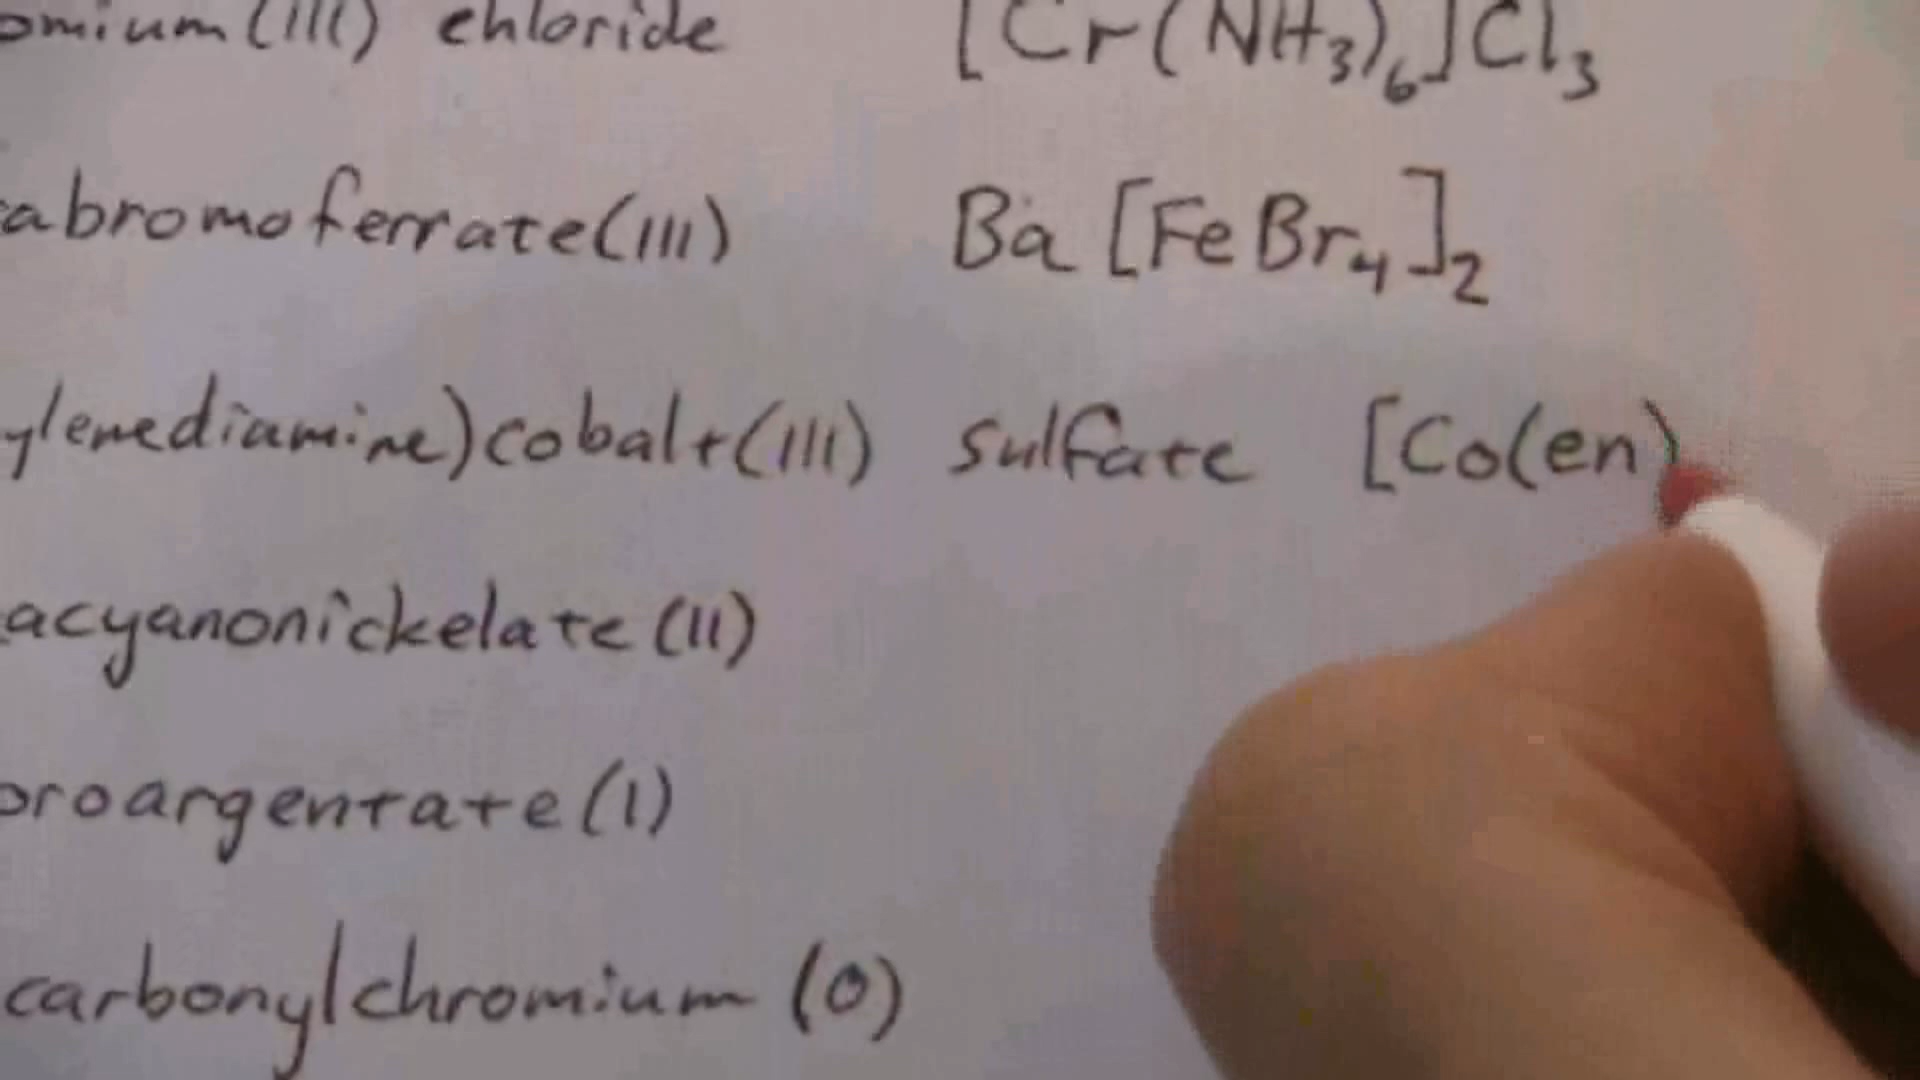 omium(III) chloride [Cr(NH3)6]Cl3
abromoferrate(III) Ba[FeBr4]2
ylenediamine)cobalt(III) sulfate [Co(en)
acyanonickelate(II)
oroargentate(I)
carbonylchromium(0)